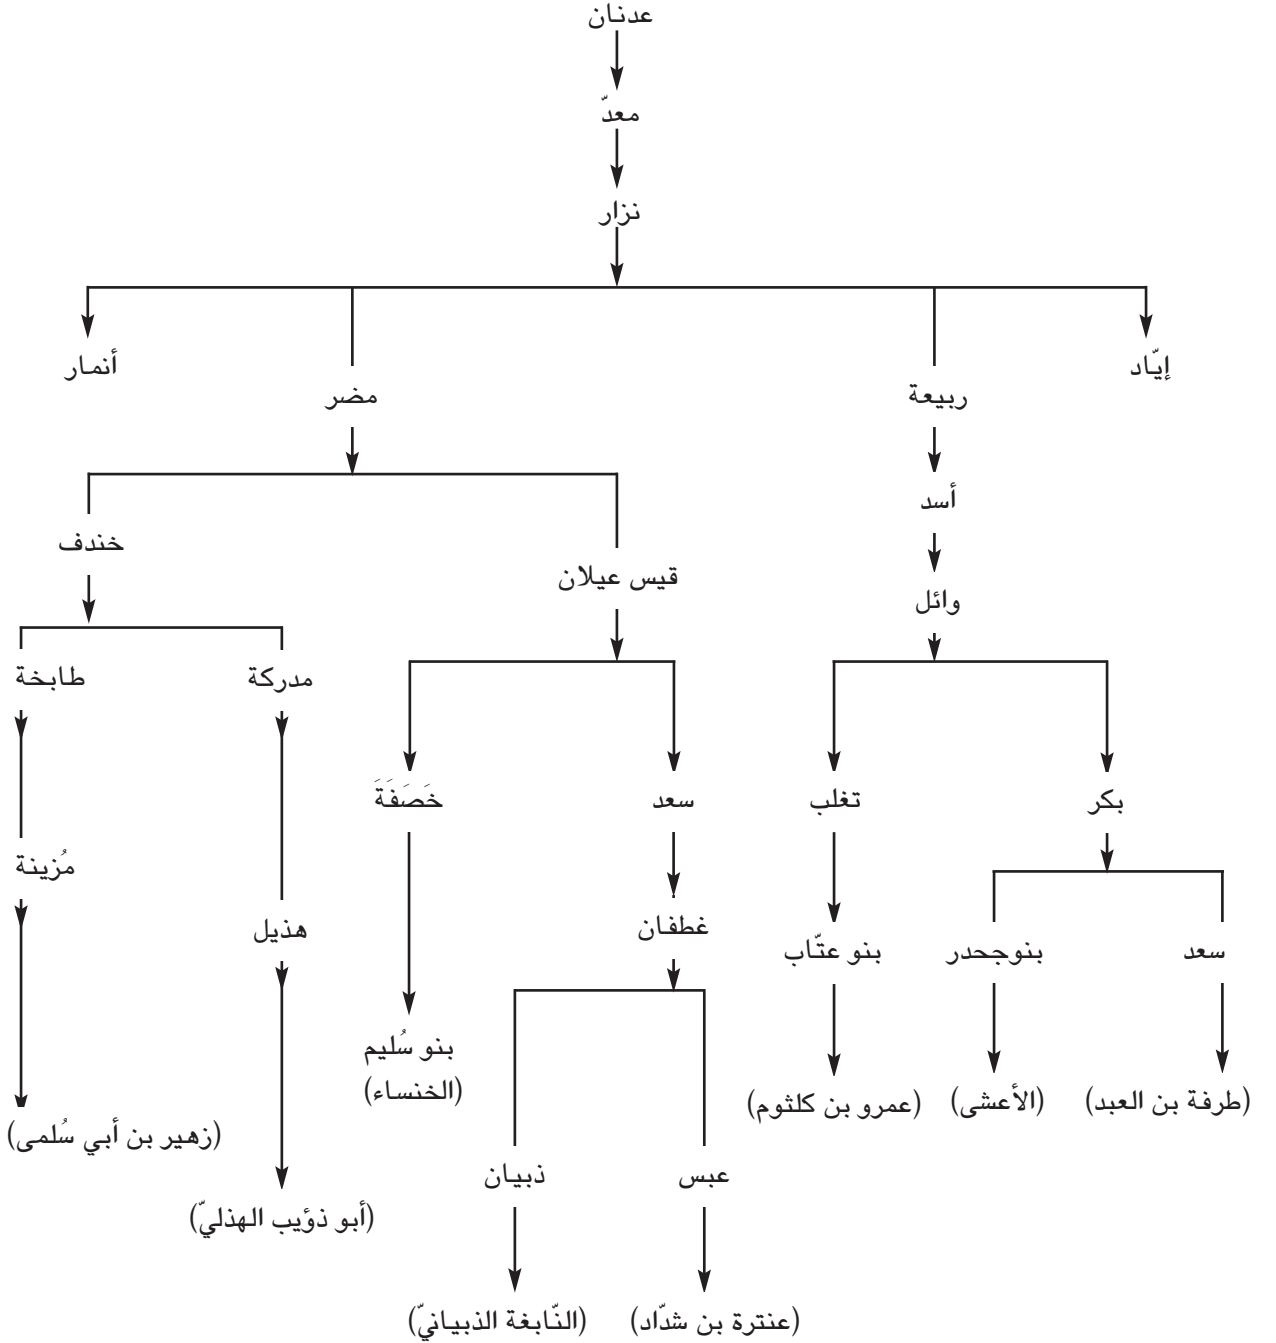 عدنان
معدّ
نزار
إيّاد
ربيعة
مضر
أنمار
أسد
خندف
قيس عيلان
وائل
مدركة
طابخة
بكر
تغلب
سعد
خَصَفَةَ
مُزينة
سعد
بنوجحدر
بنو عتّاب
غطفان
هذيل
بنو سُليم
(الخنساء)
(طرفة بن العبد)
(الأعشى)
(عمرو بن كلثوم)
(زهير بن أبي سُلمى)
عبس
ذبيان
(أبو ذؤيب الهذليّ)
(عنترة بن شدّاد)
(النّابغة الذبيانيّ)